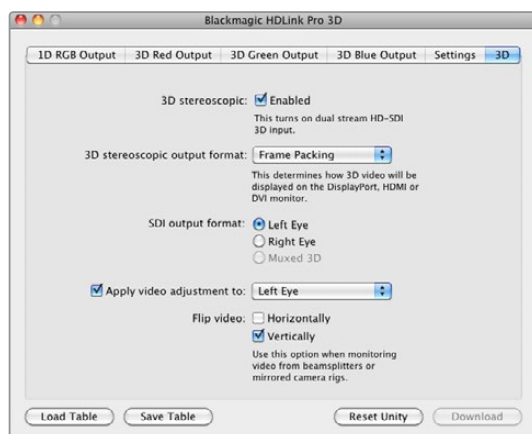 Blackmagic HDLink Pro 3D
1D RGB Output 3D Red Output 3D Green Output 3D Blue Output Settings 3D
3D stereoscopic: Enabled
This turns on dual stream HD-SDI
3D input.
3D stereoscopic output format: Frame Packing
This determines how 3D video will be
displayed on the DisplayPort, HDMI or
DVI monitor.
SDI output format: Left Eye
Right Eye
Muxed 3D
Apply video adjustment to: Left Eye
Flip video: Horizontally
Vertically
Use this option when monitoring
video from beamsplitters or
mirrored camera rigs.
Load Table Save Table Reset Unity Download